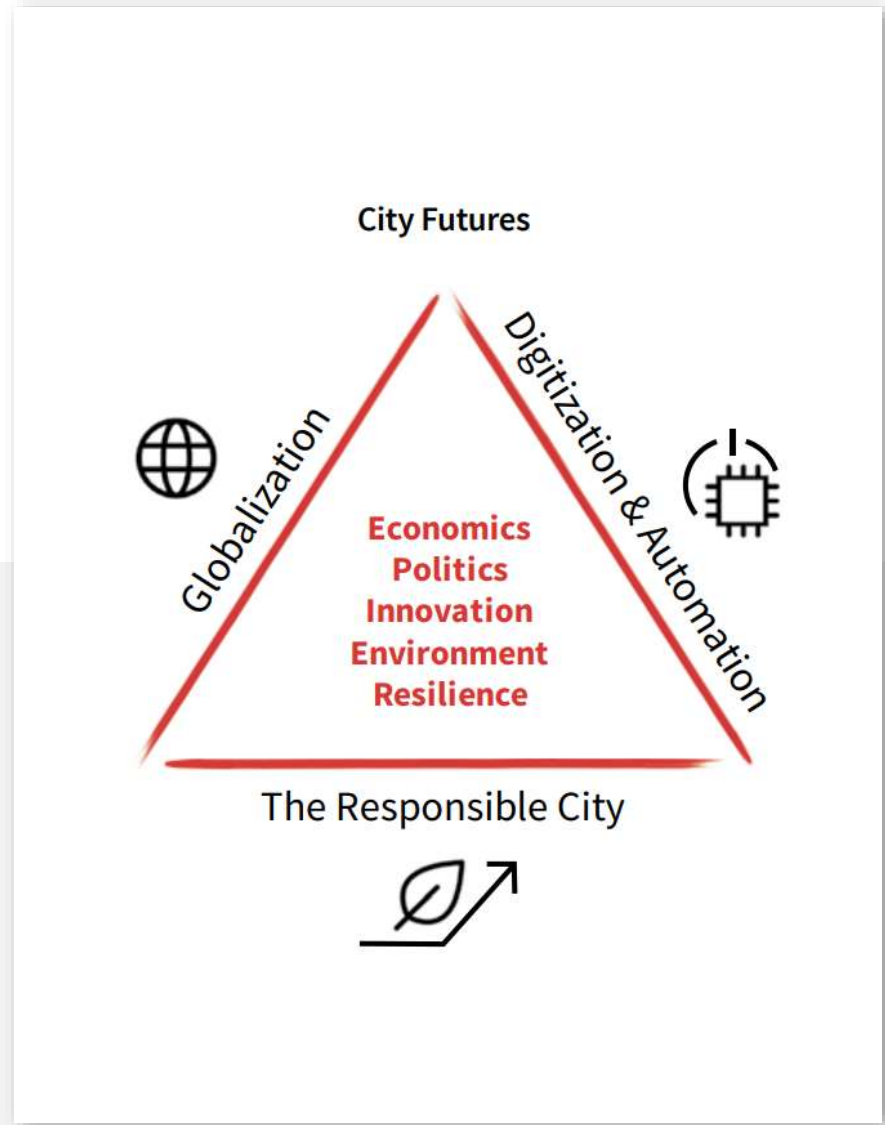 City Futures
Globalization
Digitization & Automation
Economics
Politics
Innovation
Environment
Resilience
The Responsible City